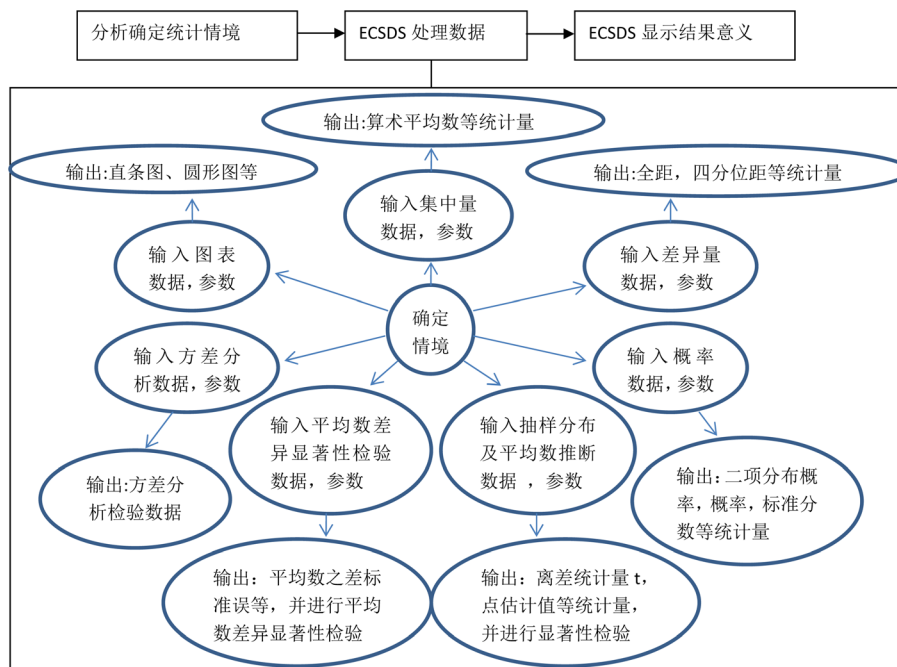 分析确定统计情境
ECSDS 处理数据
ECSDS 显示结果意义
输出:算术平均数等统计量
输出:直条图、圆形图等
输出:全距，四分位距等统计量
输入集中量
数据，参数
输入图表
数据，参数
输入差异量
数据，参数
确定
情境
输入方差分
析数据，参数
输入概率
数据，参数
输入平均数差
异显著性检验
数据，参数
输入抽样分布
及平均数推断
数据 ，参数
输出:方差分
析检验数据
输出：二项分布概
率，概率，标准分
数等统计量
输出：平均数之差标
准误等，并进行平均
数差异显著性检验
输出：离差统计量 t，
点估计值等统计量，
并进行显著性检验